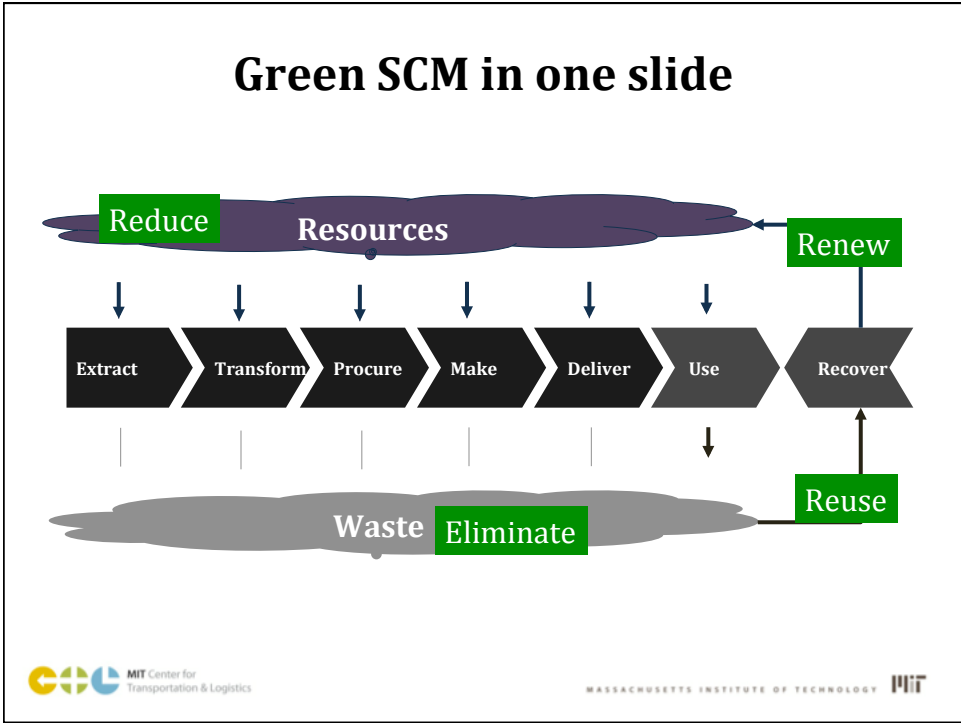 Green SCM in one slide
Reduce
Resources
Renew
Extract
Transform
Procure
Make
Deliver
Use
Recover
Waste
Eliminate
Reuse
MIT Center for
Transportation & Logistics
MASSACHUSETTS INSTITUTE OF TECHNOLOGY